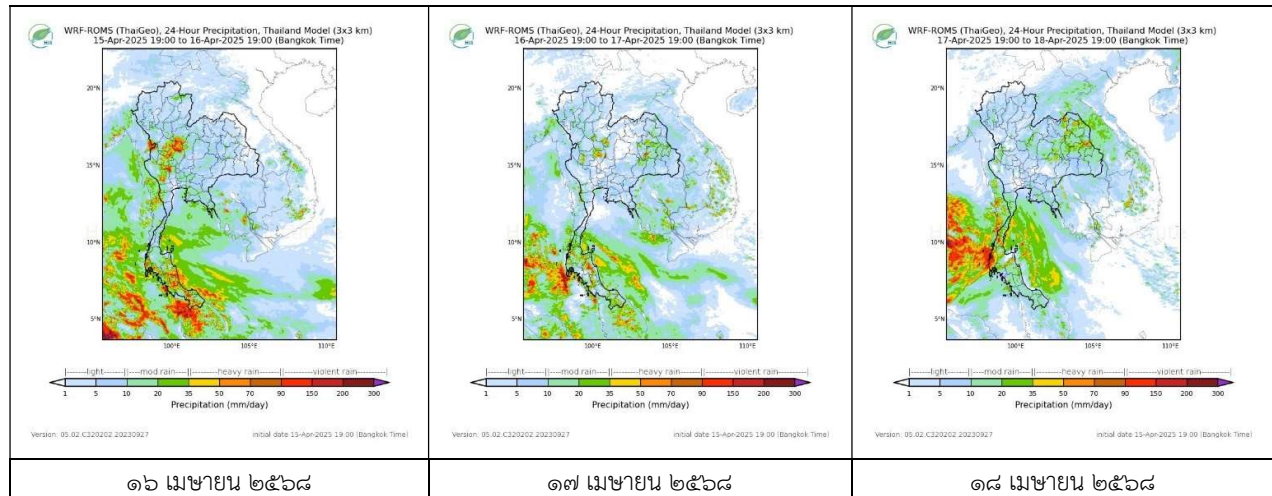 WRF-ROMS (ThaiGeo), 24-Hour Precipitation, Thailand Model (3x3 km)
15-Apr-2025 19:00 to 16-Apr-2025 19:00 (Bangkok Time)
20°N
15°N
10°N
5°N
100°E 105°E 110°E
|----------light--------||----mod rain----||----------heavy rain---------||----------violent rain----------|
1 5 10 20 35 50 70 90 150 200 300
Precipitation (mm/day)
Version: 05.02.C320202.20230927 initial date 15-Apr-2025 19:00 (Bangkok Time)
๑๖ เมษายน ๒๕๖๘
WRF-ROMS (ThaiGeo), 24-Hour Precipitation, Thailand Model (3x3 km)
16-Apr-2025 19:00 to 17-Apr-2025 19:00 (Bangkok Time)
20°N
15°N
10°N
5°N
100°E 105°E 110°E
|----------light--------||----mod rain----||----------heavy rain---------||----------violent rain----------|
1 5 10 20 35 50 70 90 150 200 300
Precipitation (mm/day)
Version: 05.02.C320202.20230927 initial date 15-Apr-2025 19:00 (Bangkok Time)
๑๗ เมษายน ๒๕๖๘
WRF-ROMS (ThaiGeo), 24-Hour Precipitation, Thailand Model (3x3 km)
17-Apr-2025 19:00 to 18-Apr-2025 19:00 (Bangkok Time)
20°N
15°N
10°N
5°N
100°E 105°E 110°E
|----------light--------||----mod rain----||----------heavy rain---------||----------violent rain----------|
1 5 10 20 35 50 70 90 150 200 300
Precipitation (mm/day)
Version: 05.02.C320202.20230927 initial date 15-Apr-2025 19:00 (Bangkok Time)
๑๘ เมษายน ๒๕๖๘